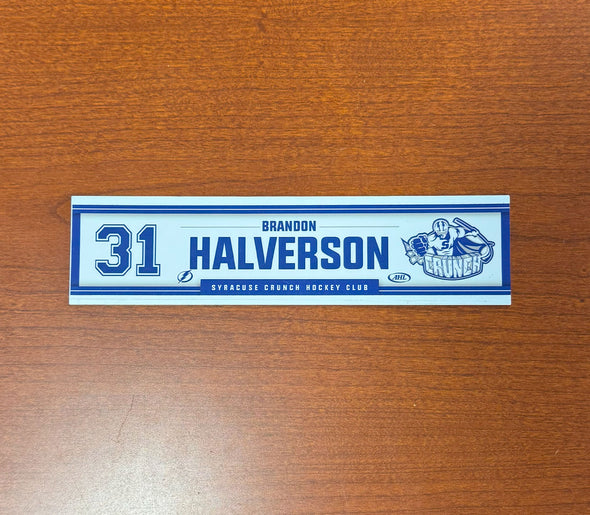 31
BRANDON
HALVERSON
AHL
CRUNCH
SYRACUSE CRUNCH HOCKEY CLUB